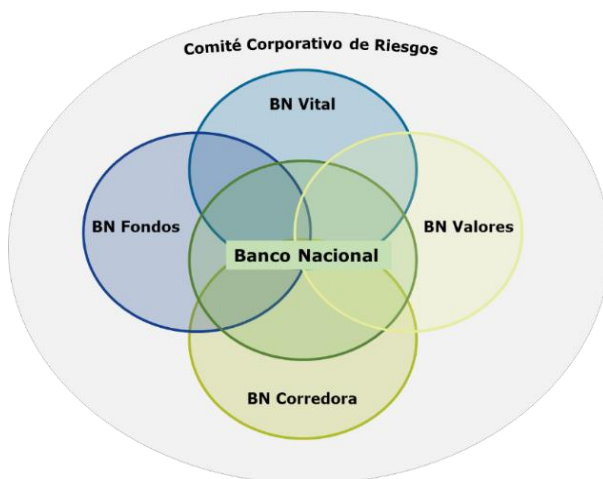 Comité Corporativo de Riesgos
BN Vital
BN Fondos
BN Valores
Banco Nacional
BN Corredora